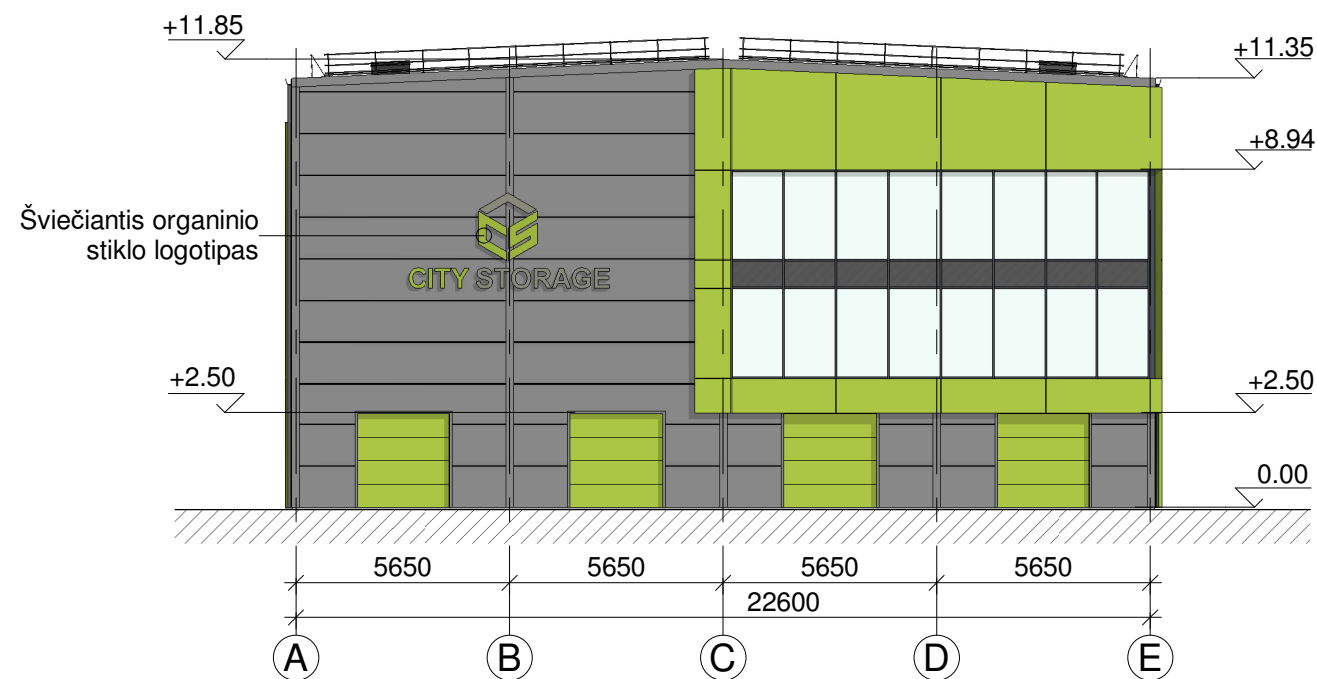 +11.85
+11.35
+8.94
Šviečiantis organinio
stiklo logotipas
CITY STORAGE
+2.50
+2.50
0.00
5650 5650 5650 5650
22600
A B C D E